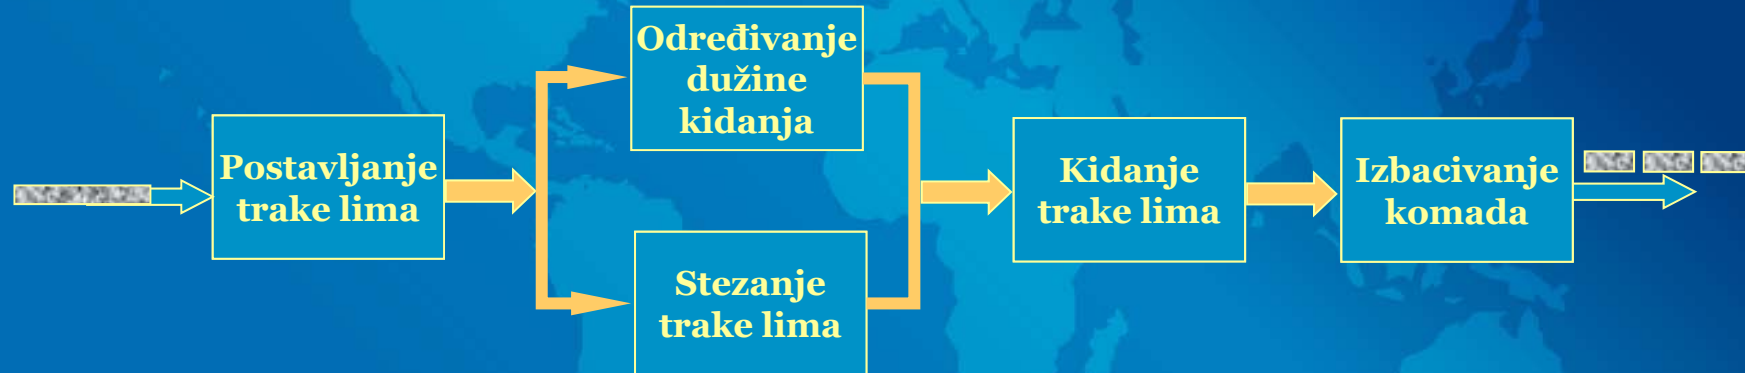 Postavljanje
trake lima
Određivanje
dužine
kidanja
Stezanje
trake lima
Kidanje
trake lima
Izbacivanje
komada